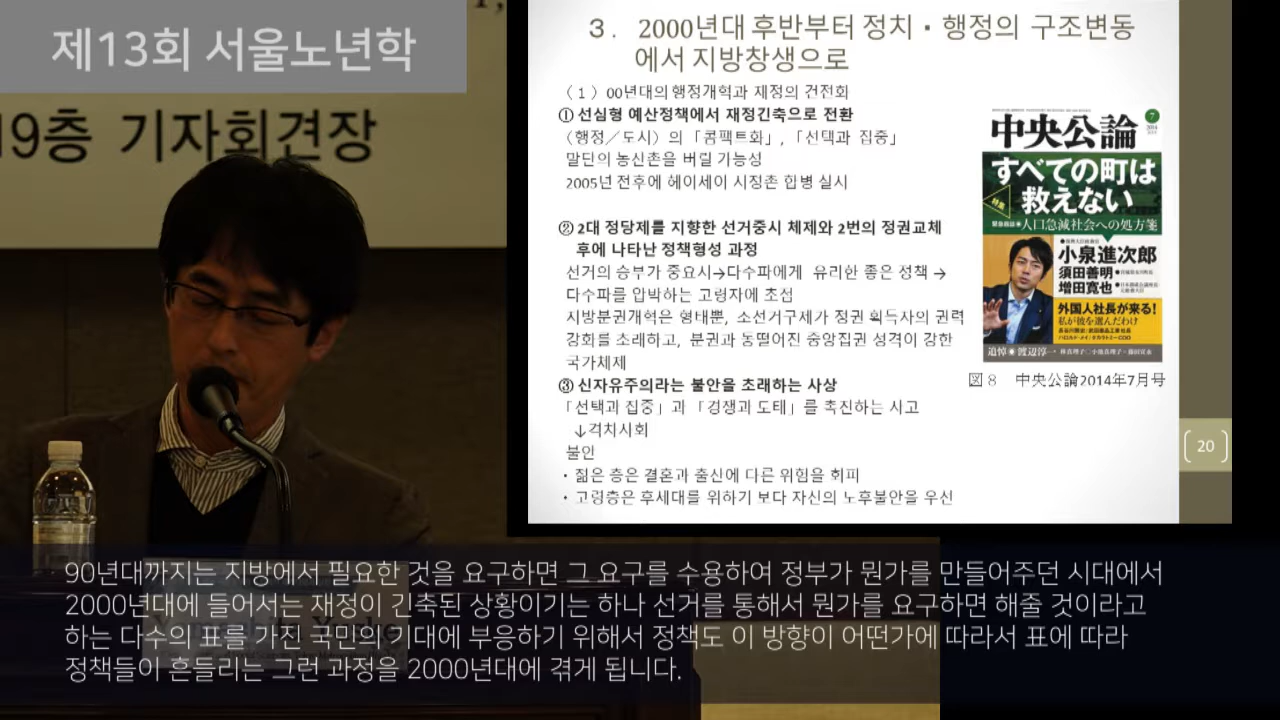 제13회 서울노년학
19층 기자회견장
3. 2000년대 후반부터 정치・행정의 구조변동
에서 지방창생으로
（1）00년대의 행정개혁과 재정의 건전화
① 선심형 예산정책에서 재정긴축으로 전환
〈행정／도시〉의「콤팩트화」,「선택과 집중」
말단의 농산촌을 버릴 가능성
2005년 전후에 헤이세이 시정촌 합병 실시
② 2대 정당제를 지향한 선거중시 체제와 2번의 정권교체
후에 나타난 정책형성 과정
선거의 승부가 중요시→다수파에게 유리한 좋은 정책 →
다수파를 압박하는 고령자에 초점
지방분권개혁은 형태뿐, 소선거구제가 정권 획득자의 권력
강화를 초래하고, 분권과 동떨어진 중앙집권 성격이 강한
국가체제
③ 신자유주의라는 불안을 초래하는 사상
「선택과 집중」과「경쟁과 도태」를 촉진하는 사고
↓격차사회
불안
・젊은 층은 결혼과 출산에 다른 위험을 회피
・고령층은 후세대를 위하기 보다 자신의 노후불안을 우선
中央公論
7
2014
すべての町は
救えない
特集
緊急鼎談●人口急減社会への処方箋
小泉進次郎
須田善明●
増田寛也●
外国人社長が来る!
私が彼を選んだわけ
追悼◉渡辺淳一
図８ 中央公論2014年7月号
20
90년대까지는 지방에서 필요한 것을 요구하면 그 요구를 수용하여 정부가 뭔가를 만들어주던 시대에서
2000년대에 들어서는 재정이 긴축된 상황이기는 하나 선거를 통해서 뭔가를 요구하면 해줄 것이라고
하는 다수의 표를 가진 국민의 기대에 부응하기 위해서 정책도 이 방향이 어떤가에 따라서 표에 따라
정책들이 흔들리는 그런 과정을 2000년대에 겪게 됩니다.